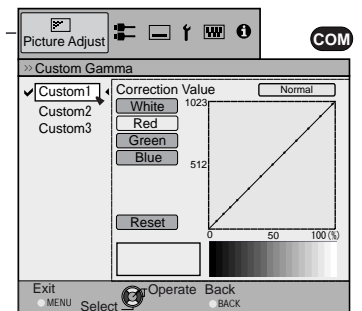 Picture Adjust
COM
>> Custom Gamma
Custom1
Custom2
Custom3
Correction Value
Normal
White
Red
Green
Blue
Reset
1023
512
0 50 100 (%)
Exit
MENU
Select
Operate
Back
BACK